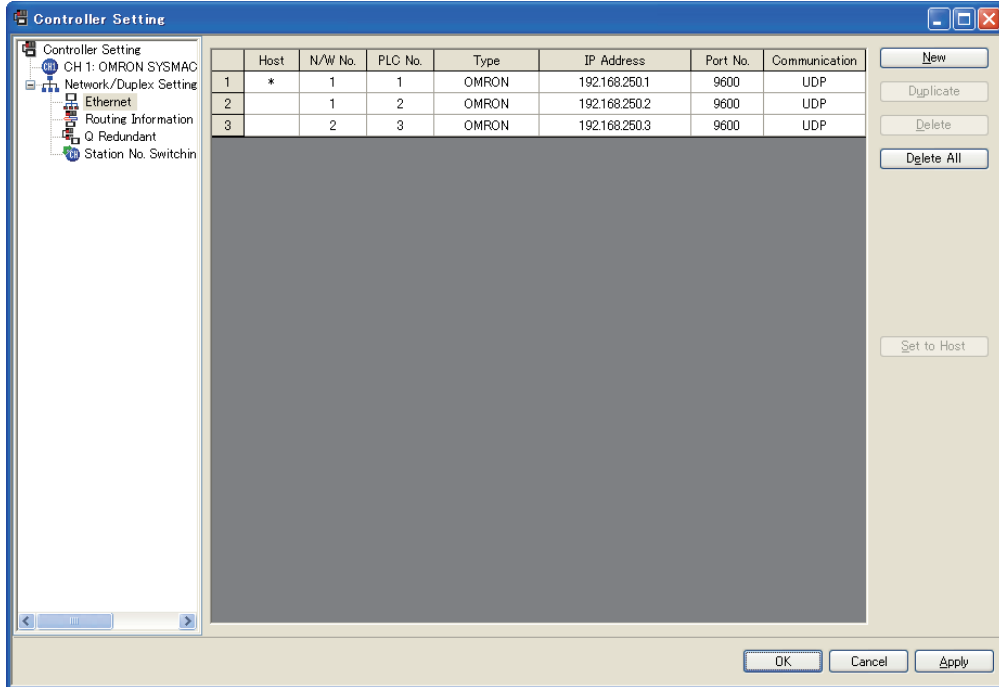 Controller Setting
Controller Setting
CH1 CH 1: OMRON SYSMAC
Network/Duplex Setting
Ethernet
Routing Information
Q Redundant
CH Station No. Switchin
Host N/W No. PLC No. Type IP Address Port No. Communication
1 * 1 1 OMRON 192.168.250.1 9600 UDP
2 1 2 OMRON 192.168.250.2 9600 UDP
3 2 3 OMRON 192.168.250.3 9600 UDP
New
Duplicate
Delete
Delete All
Set to Host
OK Cancel Apply